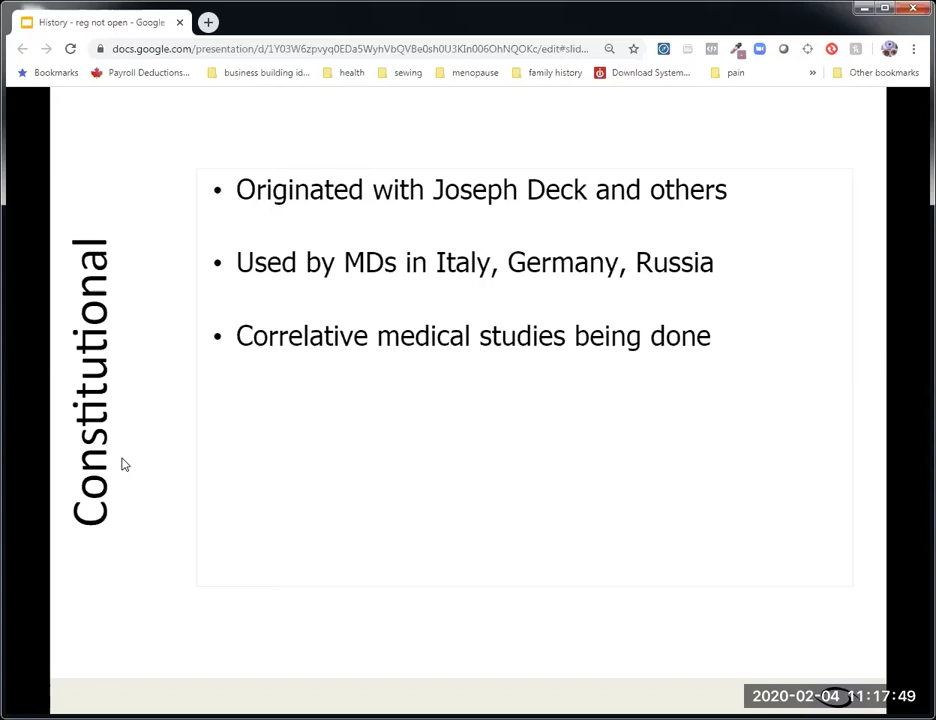 History - reg not open - Google
docs.google.com/presentation/d/1Y03W6zpvyq0EDa5WyhVbQVBe0sh0U3KIn006OhNQOKc/edit#slid...
Bookmarks
Payroll Deductions...
business building id...
health
sewing
menopause
family history
Download System...
pain
»
Other bookmarks
Constitutional
• Originated with Joseph Deck and others
• Used by MDs in Italy, Germany, Russia
• Correlative medical studies being done
2020-02-04 11:17:49